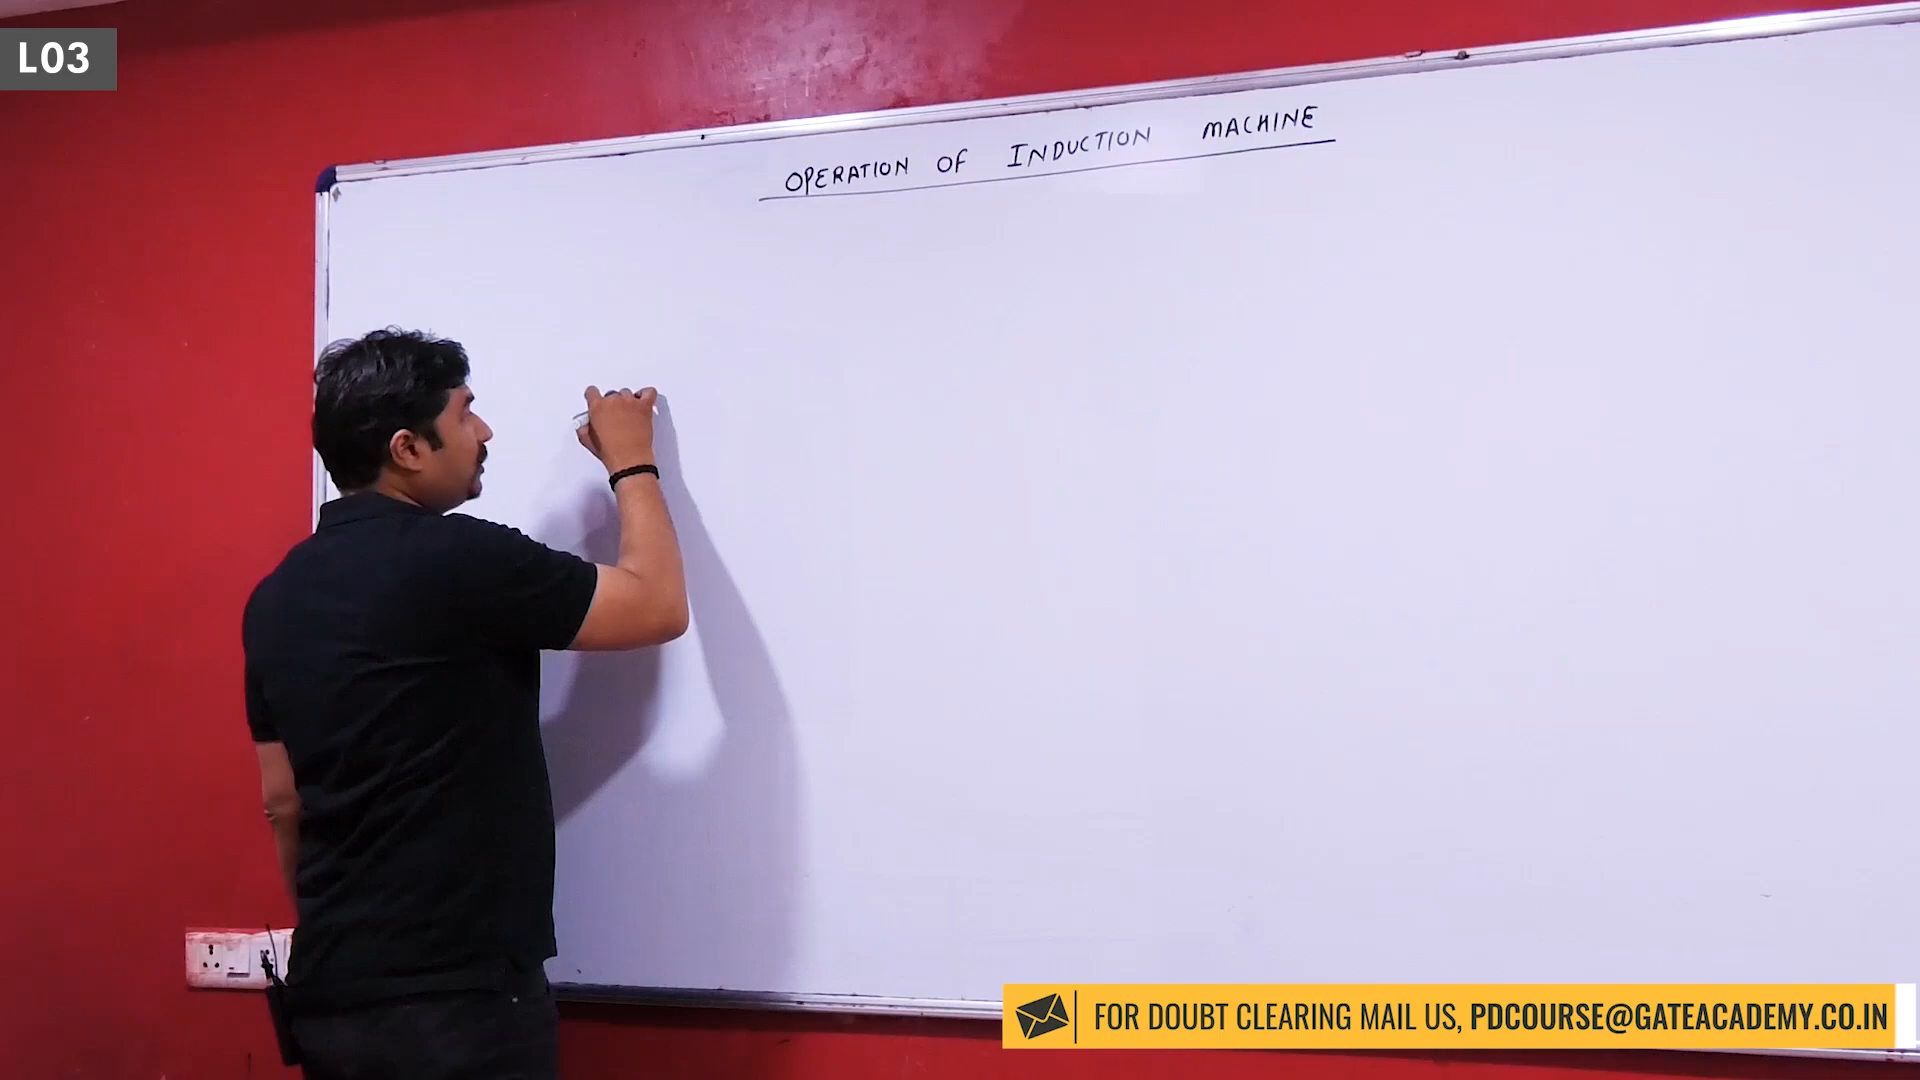 L03
OPERATION OF INDUCTION MACHINE
FOR DOUBT CLEARING MAIL US, PDCOURSE@GATEACADEMY.CO.IN